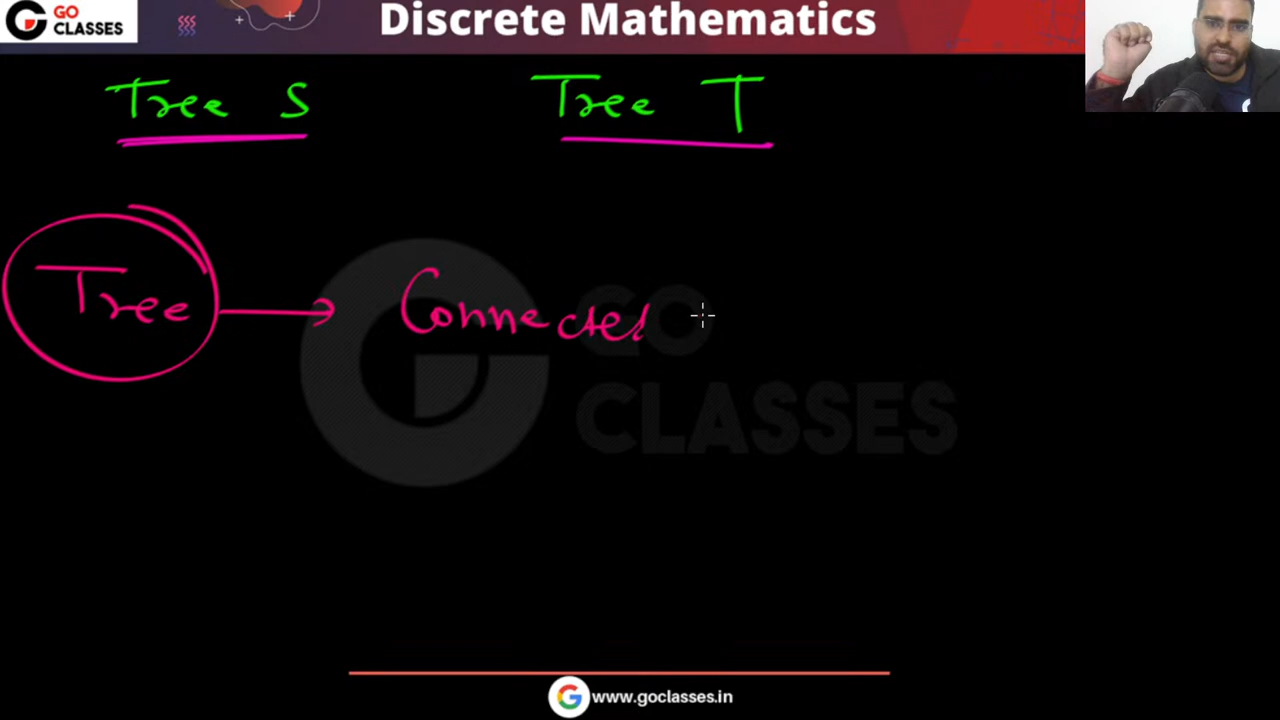 GO
CLASSES
Discrete Mathematics
Tree S
Tree T
Tree → Connected
GO
CLASSES
www.goclasses.in